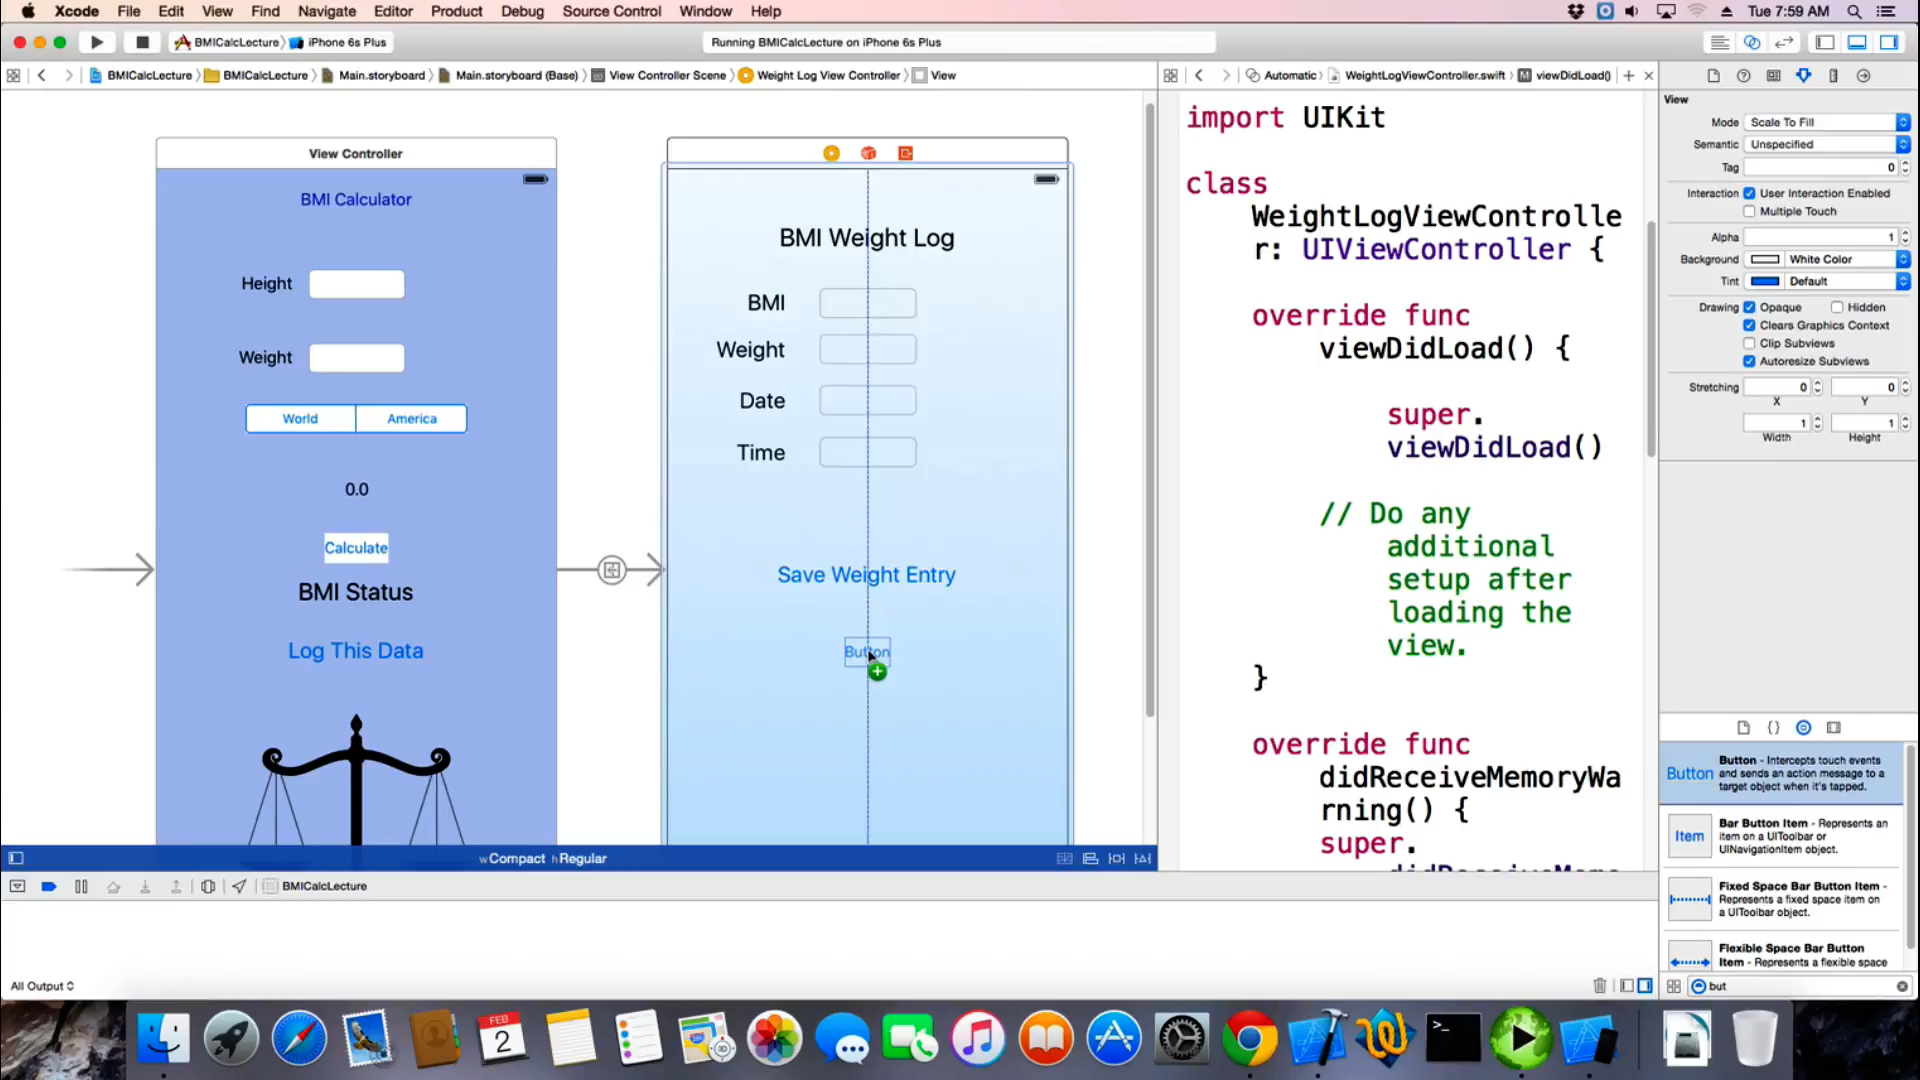 Xcode File Edit View Find Navigate Editor Product Debug Source Control Window Help Tue 7:59 AM
BMICalcLecture iPhone 6s Plus Running BMICalcLecture on iPhone 6s Plus
BMICalcLecture BMICalcLecture Main.storyboard Main.storyboard (Base) View Controller Scene Weight Log View Controller View
Automatic WeightLogViewController.swift M viewDidLoad()
View Controller
BMI Calculator
Height
Weight
World America
0.0
Calculate
BMI Status
Log This Data
BMI Weight Log
BMI
Weight
Date
Time
Save Weight Entry
Button
wCompact hRegular
import UIKit
class
WeightLogViewControlle
r: UIViewController {
override func
viewDidLoad() {
super.
viewDidLoad()
// Do any
additional
setup after
loading the
view.
}
override func
didReceiveMemoryWa
rning() {
super.
didReceiveMemo
View
Mode Scale To Fill
Semantic Unspecified
Tag 0
Interaction User Interaction Enabled
Multiple Touch
Alpha 1
Background White Color
Tint Default
Drawing Opaque Hidden
Clears Graphics Context
Clip Subviews
Autoresize Subviews
Stretching 0 0
X Y
1 1
Width Height
Button
Button - Intercepts touch events
and sends an action message to a
target object when it's tapped.
Item
Bar Button Item - Represents an
item on a UIToolbar or
UINavigationItem object.
Fixed Space Bar Button Item -
Represents a fixed space item on
a UIToolbar object.
Flexible Space Bar Button
Item - Represents a flexible space
but
BMICalcLecture
All Output
FEB
2